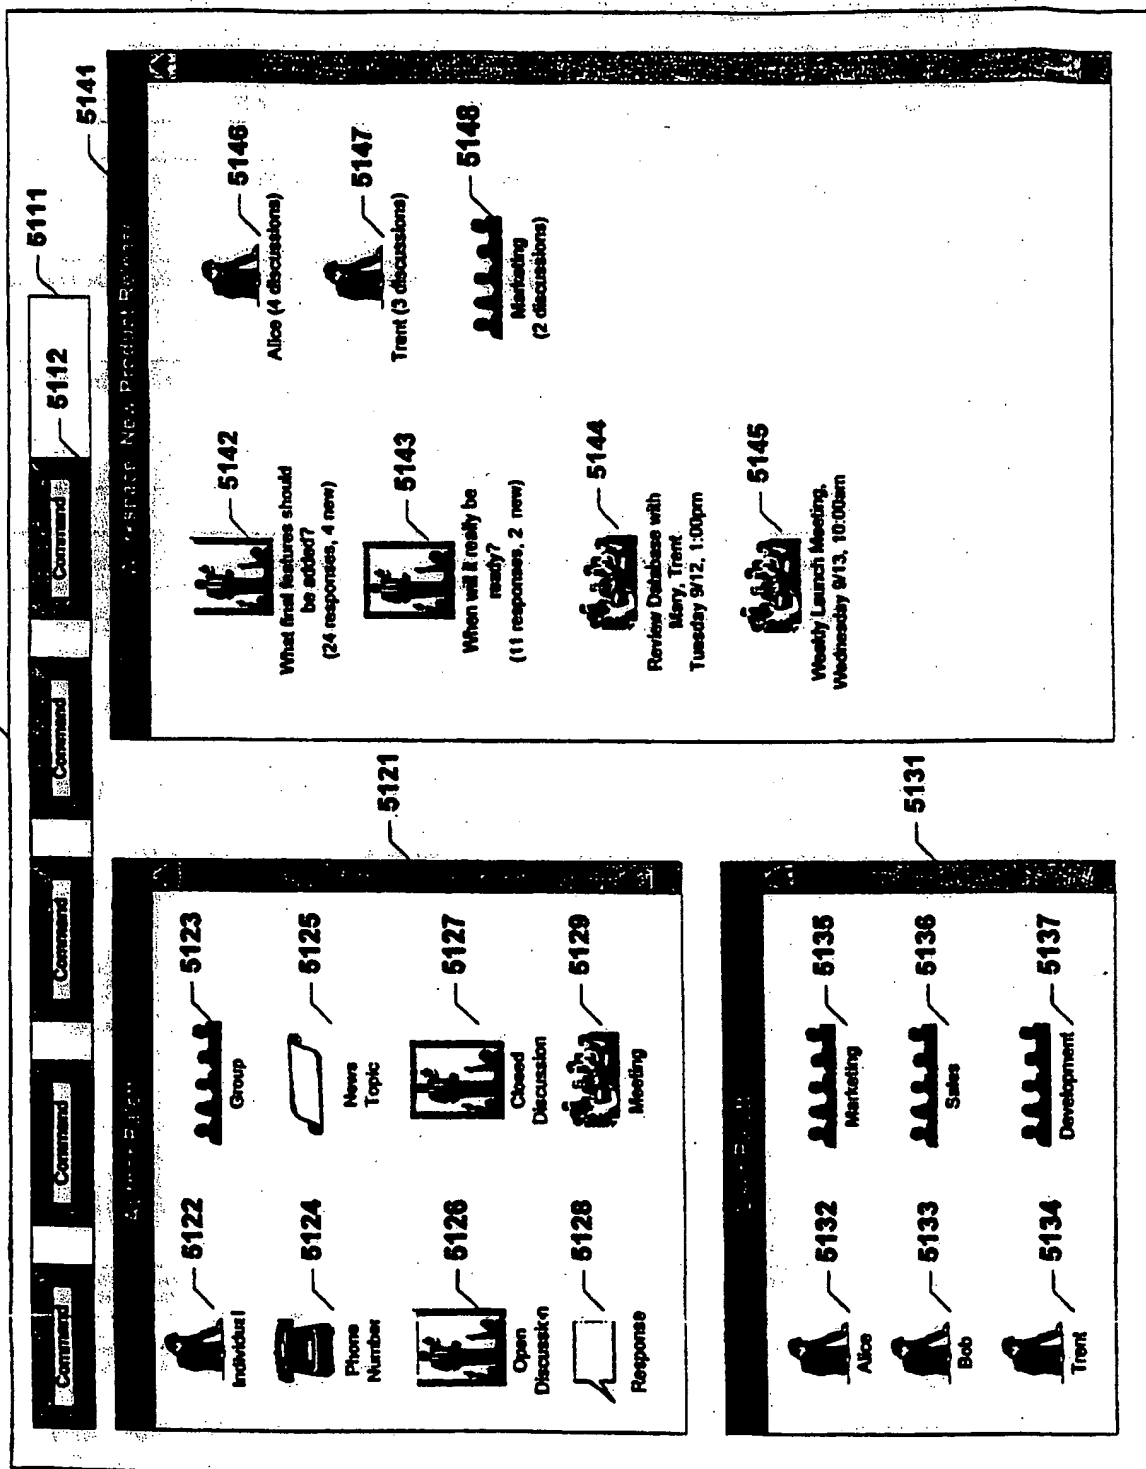 5111
Command
Command
Command
Command
Command
5112
5121
5122
Individual
5123
Group
5124
Phone
Number
5125
News
Topic
5126
Open
Discussion
5127
Closed
Discussion
5128
Response
5129
Meeting
5131
5132
Alice
5135
Marketing
5133
Bob
5136
Sales
5134
Trent
5137
Development
5141
New Product Release
5142
What final features should
be added?
(24 responses, 4 new)
5146
Alice (4 discussions)
5143
When will it really be
ready?
(11 responses, 2 new)
5147
Trent (3 discussions)
5144
Review Database with
Mary, Trent
Tuesday 9/12, 1:00pm
5148
Marketing
(2 discussions)
5145
Weekly Launch Meeting,
Wednesday 9/13, 10:00am